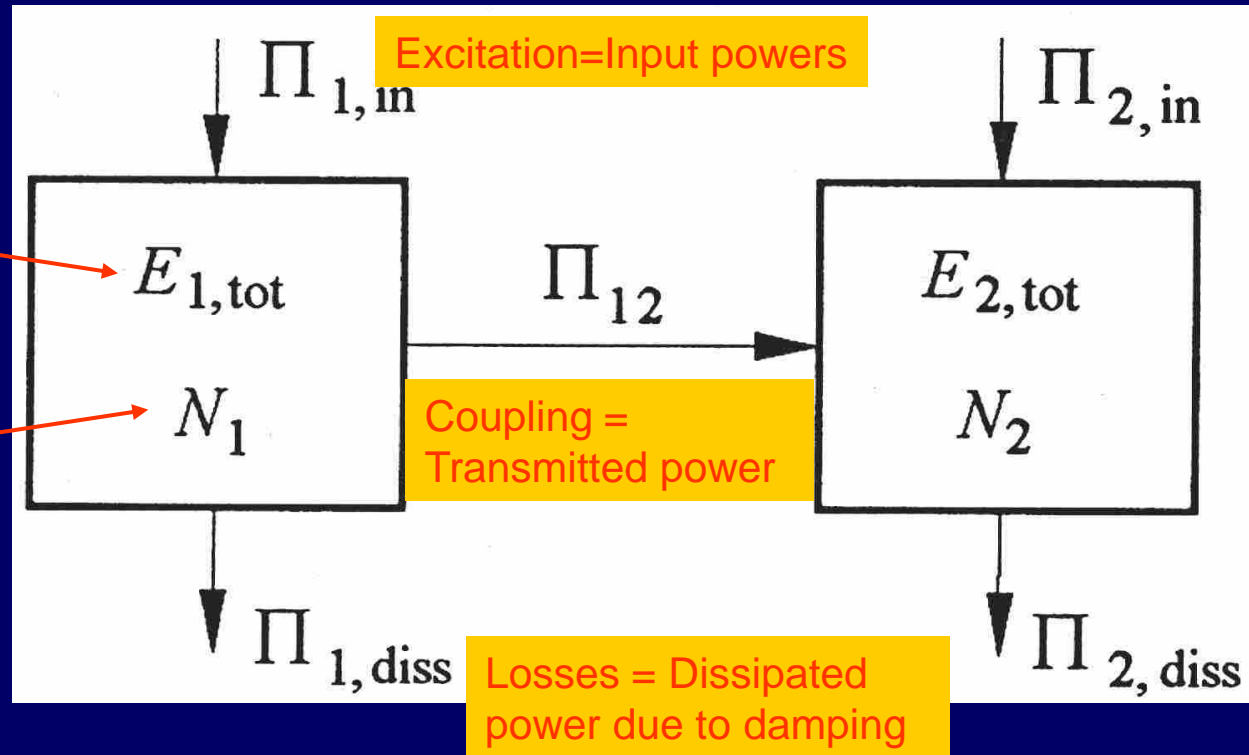 Excitation=Input powers
Π1, in
Π2, in
E1, tot
Π12
E2, tot
N1
Coupling =
Transmitted power
N2
Π1, diss
Losses = Dissipated
power due to damping
Π2, diss